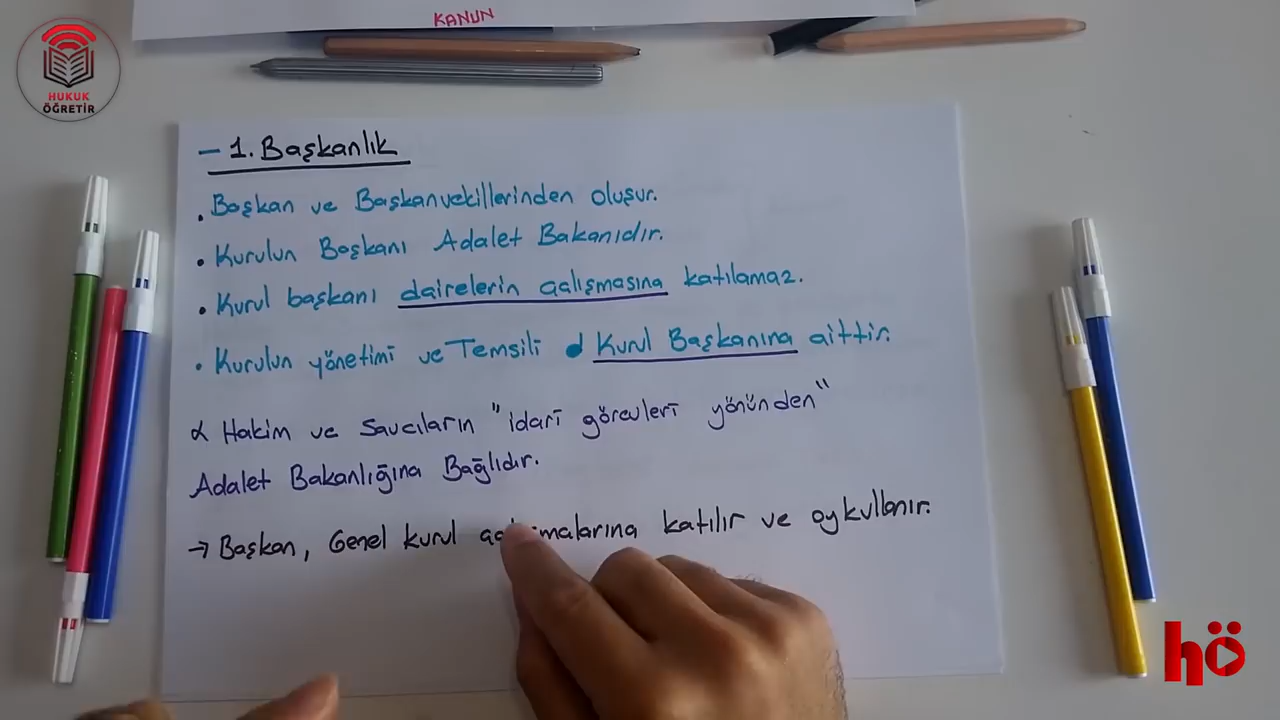 KANUN
HUKUK
ÖĞRETİR
- 1. Başkanlık
• Başkan ve Başkanvekillerinden oluşur.
• Kurulun Başkanı Adalet Bakanıdır.
• Kurul başkanı dairelerin çalışmasına katılamaz.
• Kurulun yönetimi ve Temsili Kurul Başkanına aittir.
Hakim ve Savcıların "idari görevleri yönünden"
Adalet Bakanlığına Bağlıdır.
→ Başkan, Genel kurul katılır ve oy kullanır.
hö